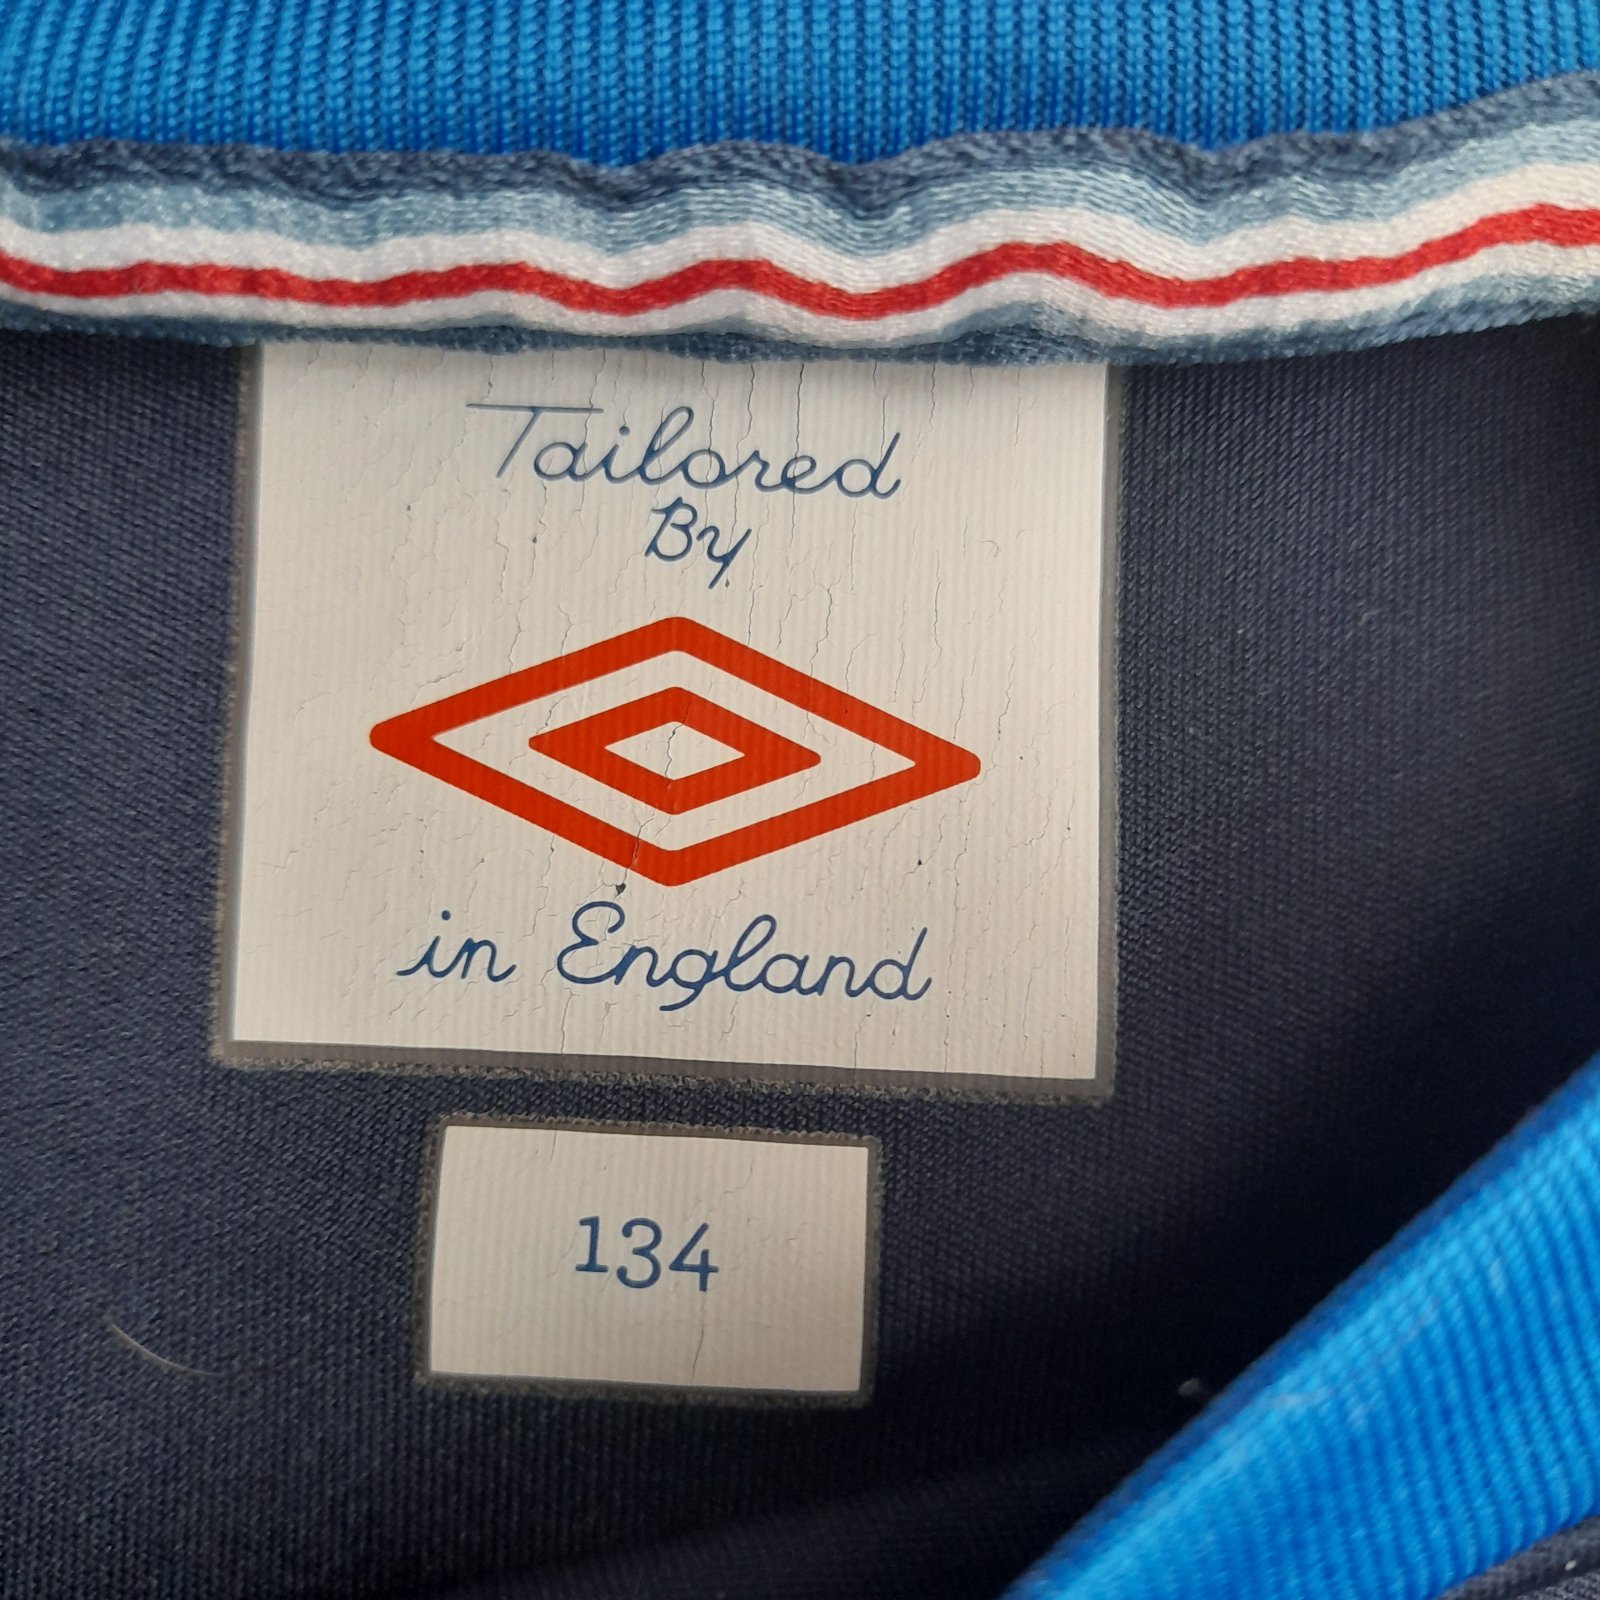 Tailored
By
in England
134